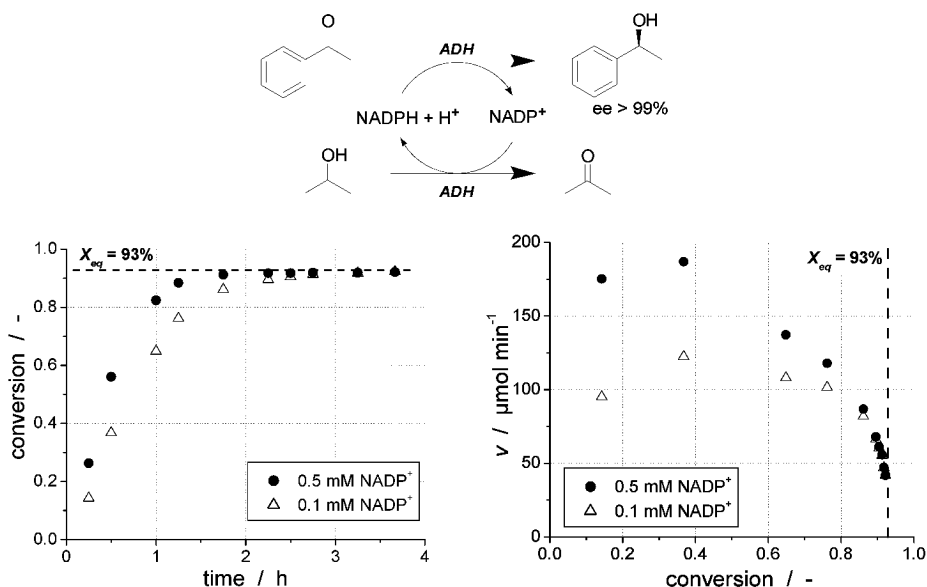 O
OH
ADH
ee > 99%
NADPH + H⁺
NADP⁺
OH
O
ADH
X_eq = 93%
1.0
0.8
0.6
0.4
0.2
0.0
conversion / -
0 1 2 3 4
time / h
● 0.5 mM NADP⁺
△ 0.1 mM NADP⁺
X_eq = 93%
200
150
100
50
0
v / µmol min⁻¹
0.0 0.2 0.4 0.6 0.8 1.0
conversion / -
● 0.5 mM NADP⁺
△ 0.1 mM NADP⁺